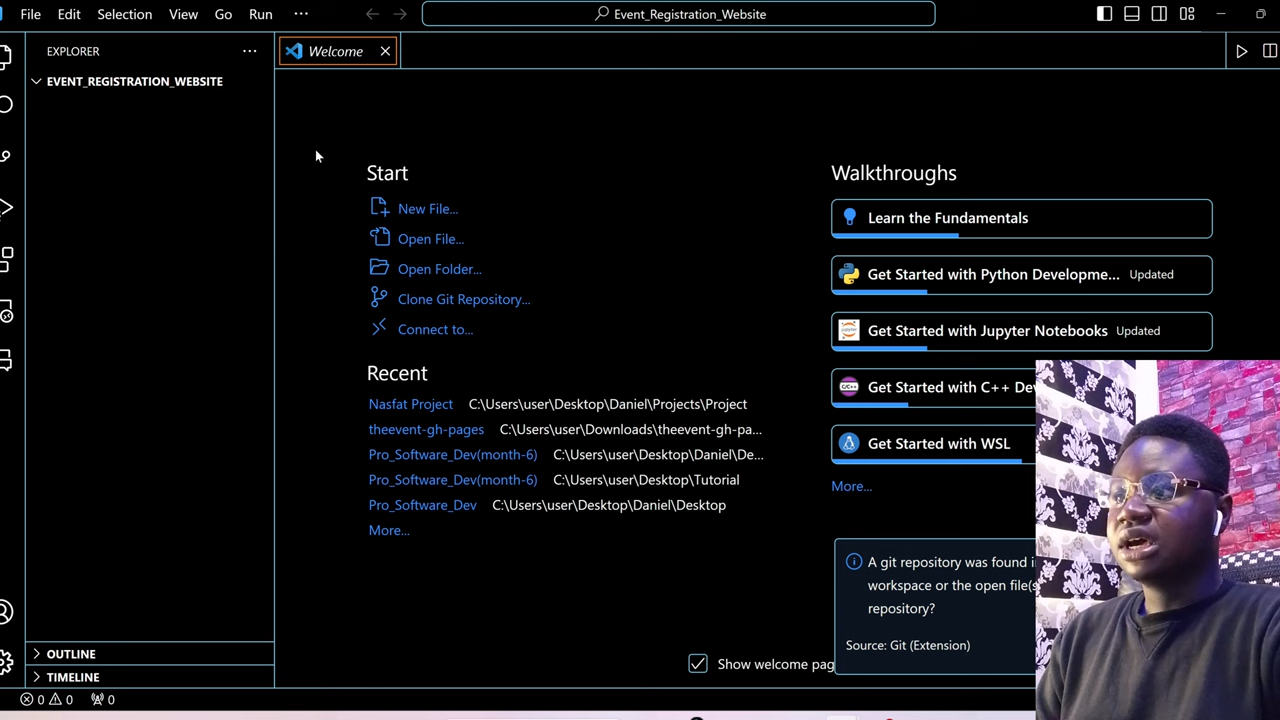 File Edit Selection View Go Run ···
Event_Registration_Website
EXPLORER ···
Welcome
EVENT_REGISTRATION_WEBSITE
Start
New File...
Open File...
Open Folder...
Clone Git Repository...
Connect to...
Recent
Nasfat Project C:\Users\user\Desktop\Daniel\Projects\Project
theevent-gh-pages C:\Users\user\Downloads\theevent-gh-pa...
Pro_Software_Dev(month-6) C:\Users\user\Desktop\Daniel\De...
Pro_Software_Dev(month-6) C:\Users\user\Desktop\Tutorial
Pro_Software_Dev C:\Users\user\Desktop\Daniel\Desktop
More...
Walkthroughs
Learn the Fundamentals
Get Started with Python Developme... Updated
Get Started with Jupyter Notebooks Updated
Get Started with C++
Get Started with WSL
More...
A git repository was found
workspace or the open file(s
repository?
Source: Git (Extension)
Show welcome pag
OUTLINE
TIMELINE
0 0 0